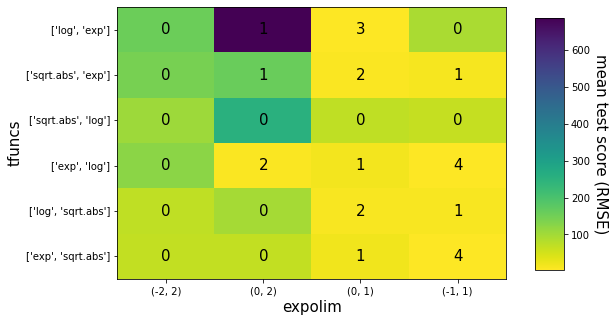 ['log', 'exp'] 0 1 3 0
['sqrt.abs', 'exp'] 0 1 2 1
['sqrt.abs', 'log'] 0 0 0 0
['exp', 'log'] 0 2 1 4
['log', 'sqrt.abs'] 0 0 2 1
['exp', 'sqrt.abs'] 0 0 1 4
tfuncs
(-2, 2) (0, 2) (0, 1) (-1, 1)
expolim
600
500
400
300
200
100
mean test score (RMSE)